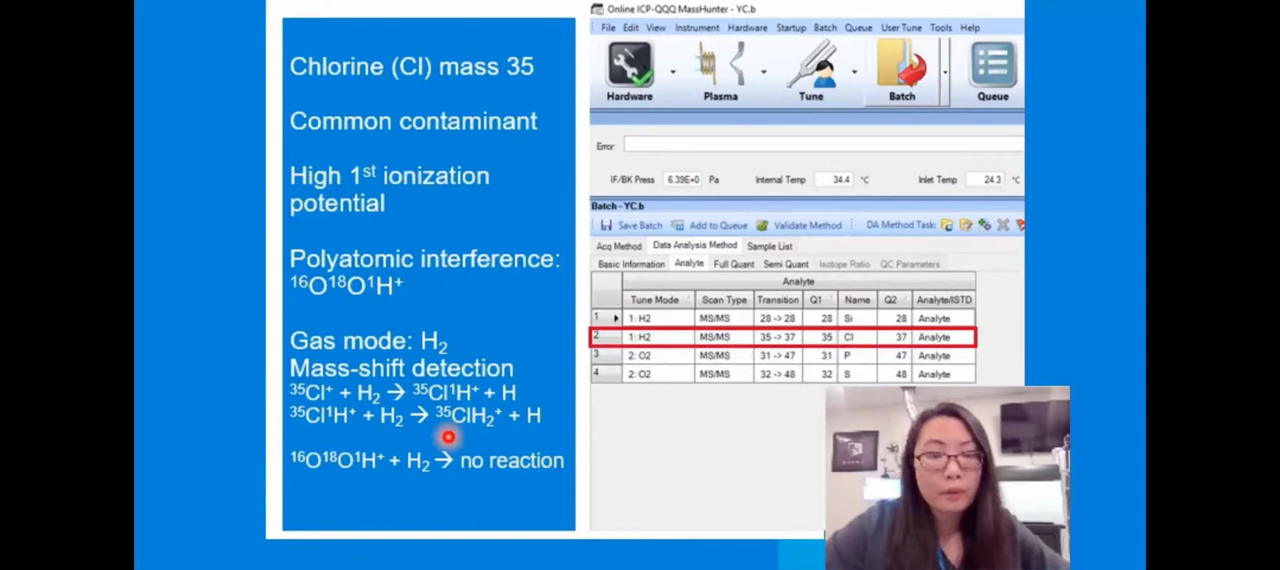 Chlorine (Cl) mass 35
Common contaminant
High 1st ionization
potential
Polyatomic interference:
¹⁶O¹⁸O¹H⁺
Gas mode: H₂
Mass-shift detection
³⁵Cl⁺ + H₂ → ³⁵Cl¹H⁺ + H
³⁵Cl¹H⁺ + H₂ → ³⁵ClH₂⁺ + H
¹⁶O¹⁸O¹H⁺ + H₂ → no reaction
Online ICP-QQQ MassHunter - YC.b
File Edit View Instrument Hardware Startup Batch Queue User Tune Tools Help
Hardware Plasma Tune Batch Queue
Error:
IF/BK Press 6.39E+0 Pa Internal Temp 34.4 °C Inlet Temp 24.3 °C
Batch - YC.b
Save Batch Add to Queue Validate Method DA Method Task:
Acq Method Data Analysis Method Sample List
Basic Information Analyte Full Quant Semi Quant Isotope Ratio QC Parameters
Analyte
Tune Mode Scan Type Transition Q1 Name Q2 Analyte/ISTD
1 1: H2 MS/MS 28 -> 28 28 Si 28 Analyte
2 1: H2 MS/MS 35 -> 37 35 Cl 37 Analyte
3 2: O2 MS/MS 31 -> 47 31 P 47 Analyte
4 2: O2 MS/MS 32 -> 48 32 S 48 Analyte